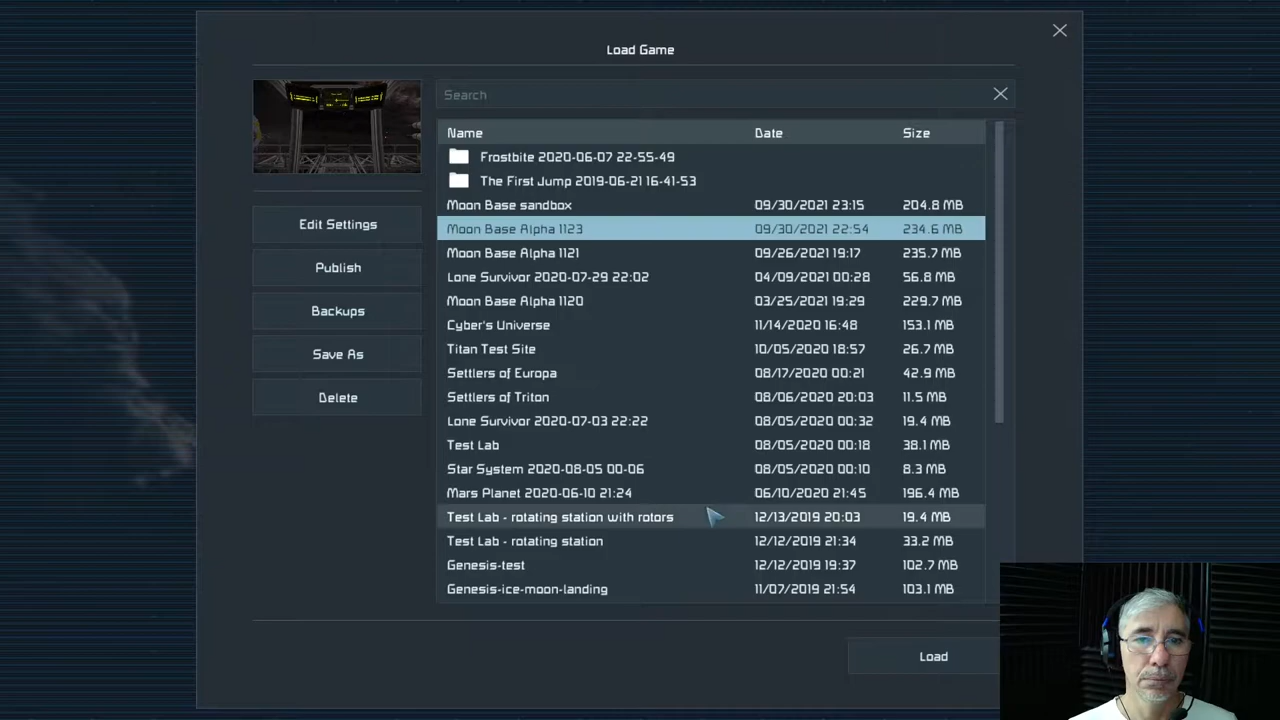 Load Game
Search
Name Date Size
Frostbite 2020-06-07 22-55-49
The First Jump 2019-06-21 16-41-53
Moon Base sandbox 09/30/2021 23:15 204.8 MB
Moon Base Alpha 1123 09/30/2021 22:54 234.6 MB
Moon Base Alpha 1121 09/26/2021 19:17 235.7 MB
Lone Survivor 2020-07-29 22:02 04/09/2021 00:28 56.8 MB
Moon Base Alpha 1120 03/25/2021 19:29 229.7 MB
Cyber's Universe 11/14/2020 16:48 153.1 MB
Titan Test Site 10/05/2020 18:57 26.7 MB
Settlers of Europa 08/17/2020 00:21 42.9 MB
Settlers of Triton 08/06/2020 20:03 11.5 MB
Lone Survivor 2020-07-03 22:22 08/05/2020 00:32 19.4 MB
Test Lab 08/05/2020 00:18 38.1 MB
Star System 2020-08-05 00-06 08/05/2020 00:10 8.3 MB
Mars Planet 2020-06-10 21:24 06/10/2020 21:45 196.4 MB
Test Lab - rotating station with rotors 12/13/2019 20:03 19.4 MB
Test Lab - rotating station 12/12/2019 21:34 33.2 MB
Genesis-test 12/12/2019 19:37 102.7 MB
Genesis-ice-moon-landing 11/07/2019 21:54 103.1 MB
Edit Settings
Publish
Backups
Save As
Delete
Load